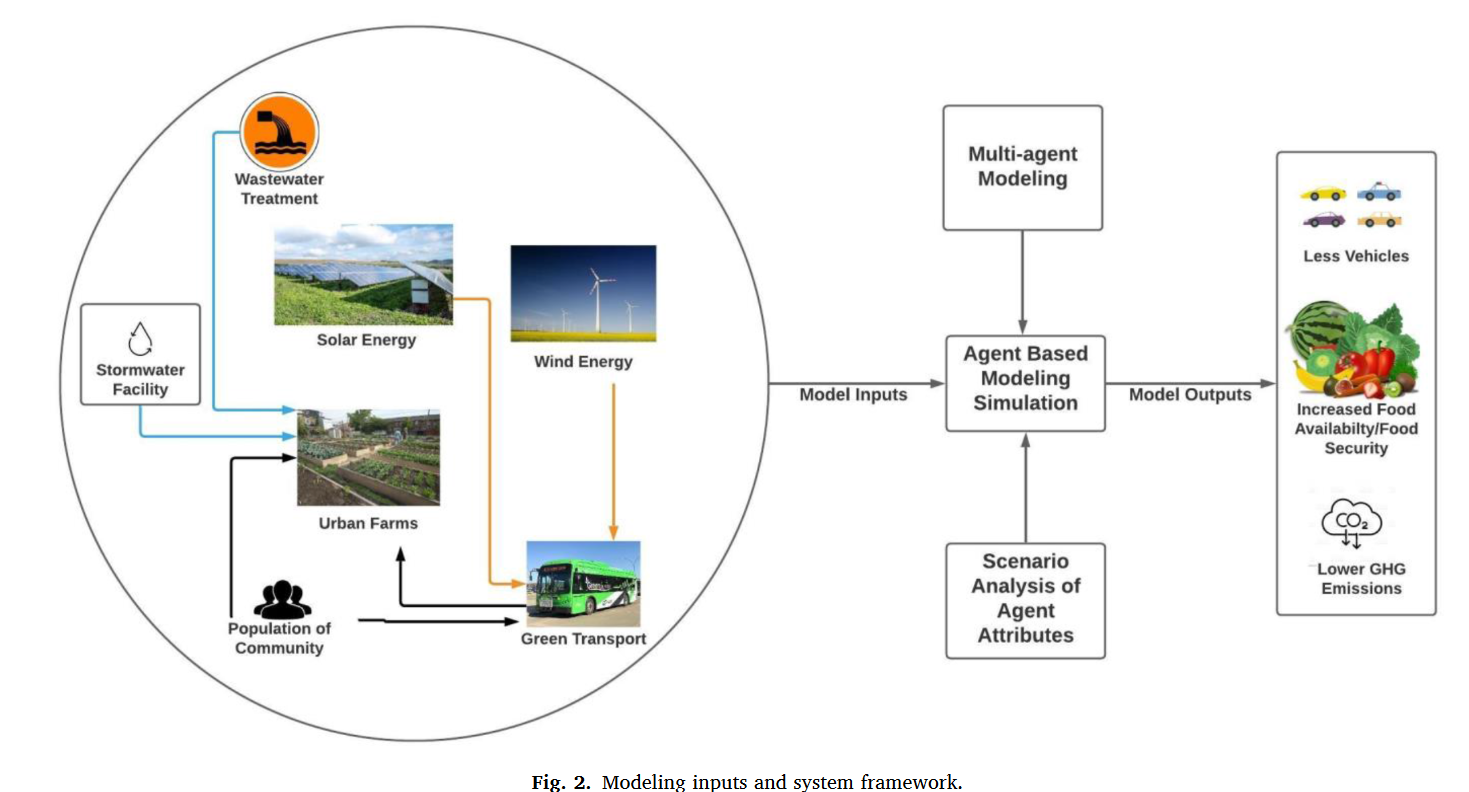 Wastewater
Treatment
Solar Energy
Wind Energy
Stormwater
Facility
Urban Farms
Population of
Community
Green Transport
Model Inputs
Multi-agent
Modeling
Agent Based
Modeling
Simulation
Scenario
Analysis of
Agent
Attributes
Model Outputs
Less Vehicles
Increased Food
Availabilty/Food
Security
CO₂
Lower GHG
Emissions
Fig. 2. Modeling inputs and system framework.